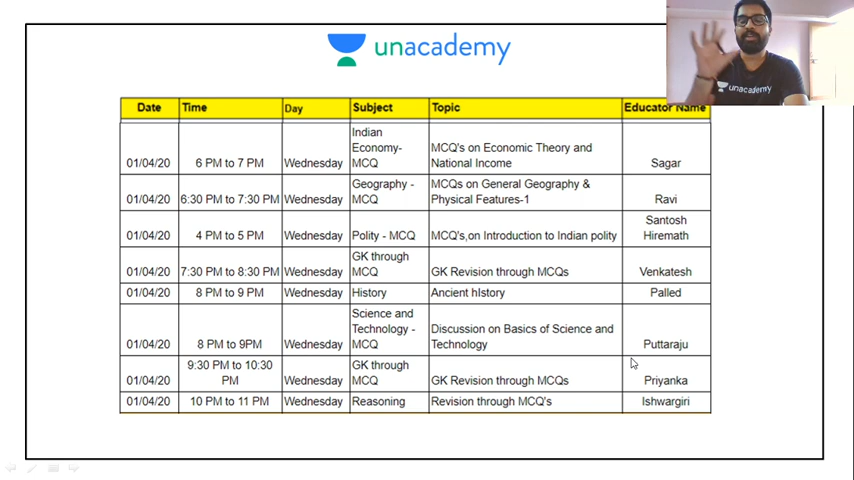 unacademy
unacademy
Date Time Day Subject Topic Educator Name
Indian
Economy- MCQ's on Economic Theory and
01/04/20 6 PM to 7 PM Wednesday MCQ National Income Sagar
Geography - MCQs on General Geography &
01/04/20 6:30 PM to 7:30 PM Wednesday MCQ Physical Features-1 Ravi
Santosh
01/04/20 4 PM to 5 PM Wednesday Polity - MCQ MCQ's,on Introduction to Indian polity Hiremath
GK through
01/04/20 7:30 PM to 8:30 PM Wednesday MCQ GK Revision through MCQs Venkatesh
01/04/20 8 PM to 9 PM Wednesday History Ancient hIstory Palled
Science and
Technology - Discussion on Basics of Science and
01/04/20 8 PM to 9PM Wednesday MCQ Technology Puttaraju
9:30 PM to 10:30 GK through
01/04/20 PM Wednesday MCQ GK Revision through MCQs Priyanka
01/04/20 10 PM to 11 PM Wednesday Reasoning Revision through MCQ's Ishwargiri